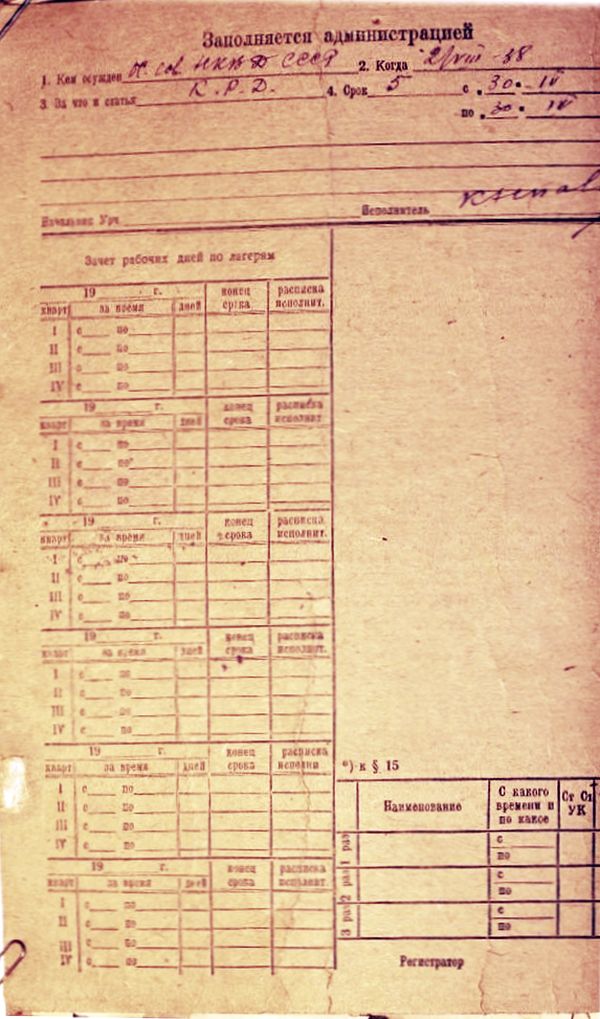 Заполняется администрацией
1. Кем осужден О. сов НКВД СССР 2. Когда 2/VIII-38
3. За что и статья К.Р.Д. 4. Срок 5 с 30 IV
по 30 IV
Начальник Урч Исполнитель
Зачет рабочих дней по лагерям
19 г. конец расписка
кварт за время дней срока исполнит.
I с по
II с по
III с по
IV с по
19 г. конец расписка
кварт за время дней срока исполнит.
I с по
II с по
III с по
IV с по
19 г. конец расписка
кварт за время дней срока исполнит.
I с по
II с по
III с по
IV с по
19 г. конец расписка
кварт за время дней срока исполнит.
I с по
II с по
III с по
IV с по
19 г. конец расписка
кварт за время дней срока исполни
I с по
II с по
III с по
IV с по
19 г. конец расписка
кварт за время дней срока исполнит.
I с по
II с по
III с по
IV с по
*) к § 15
Наименование С какого времени и по какое Ст Ст УК
1 раз с
по
2 раз с
по
3 раз с
по
Регистратор